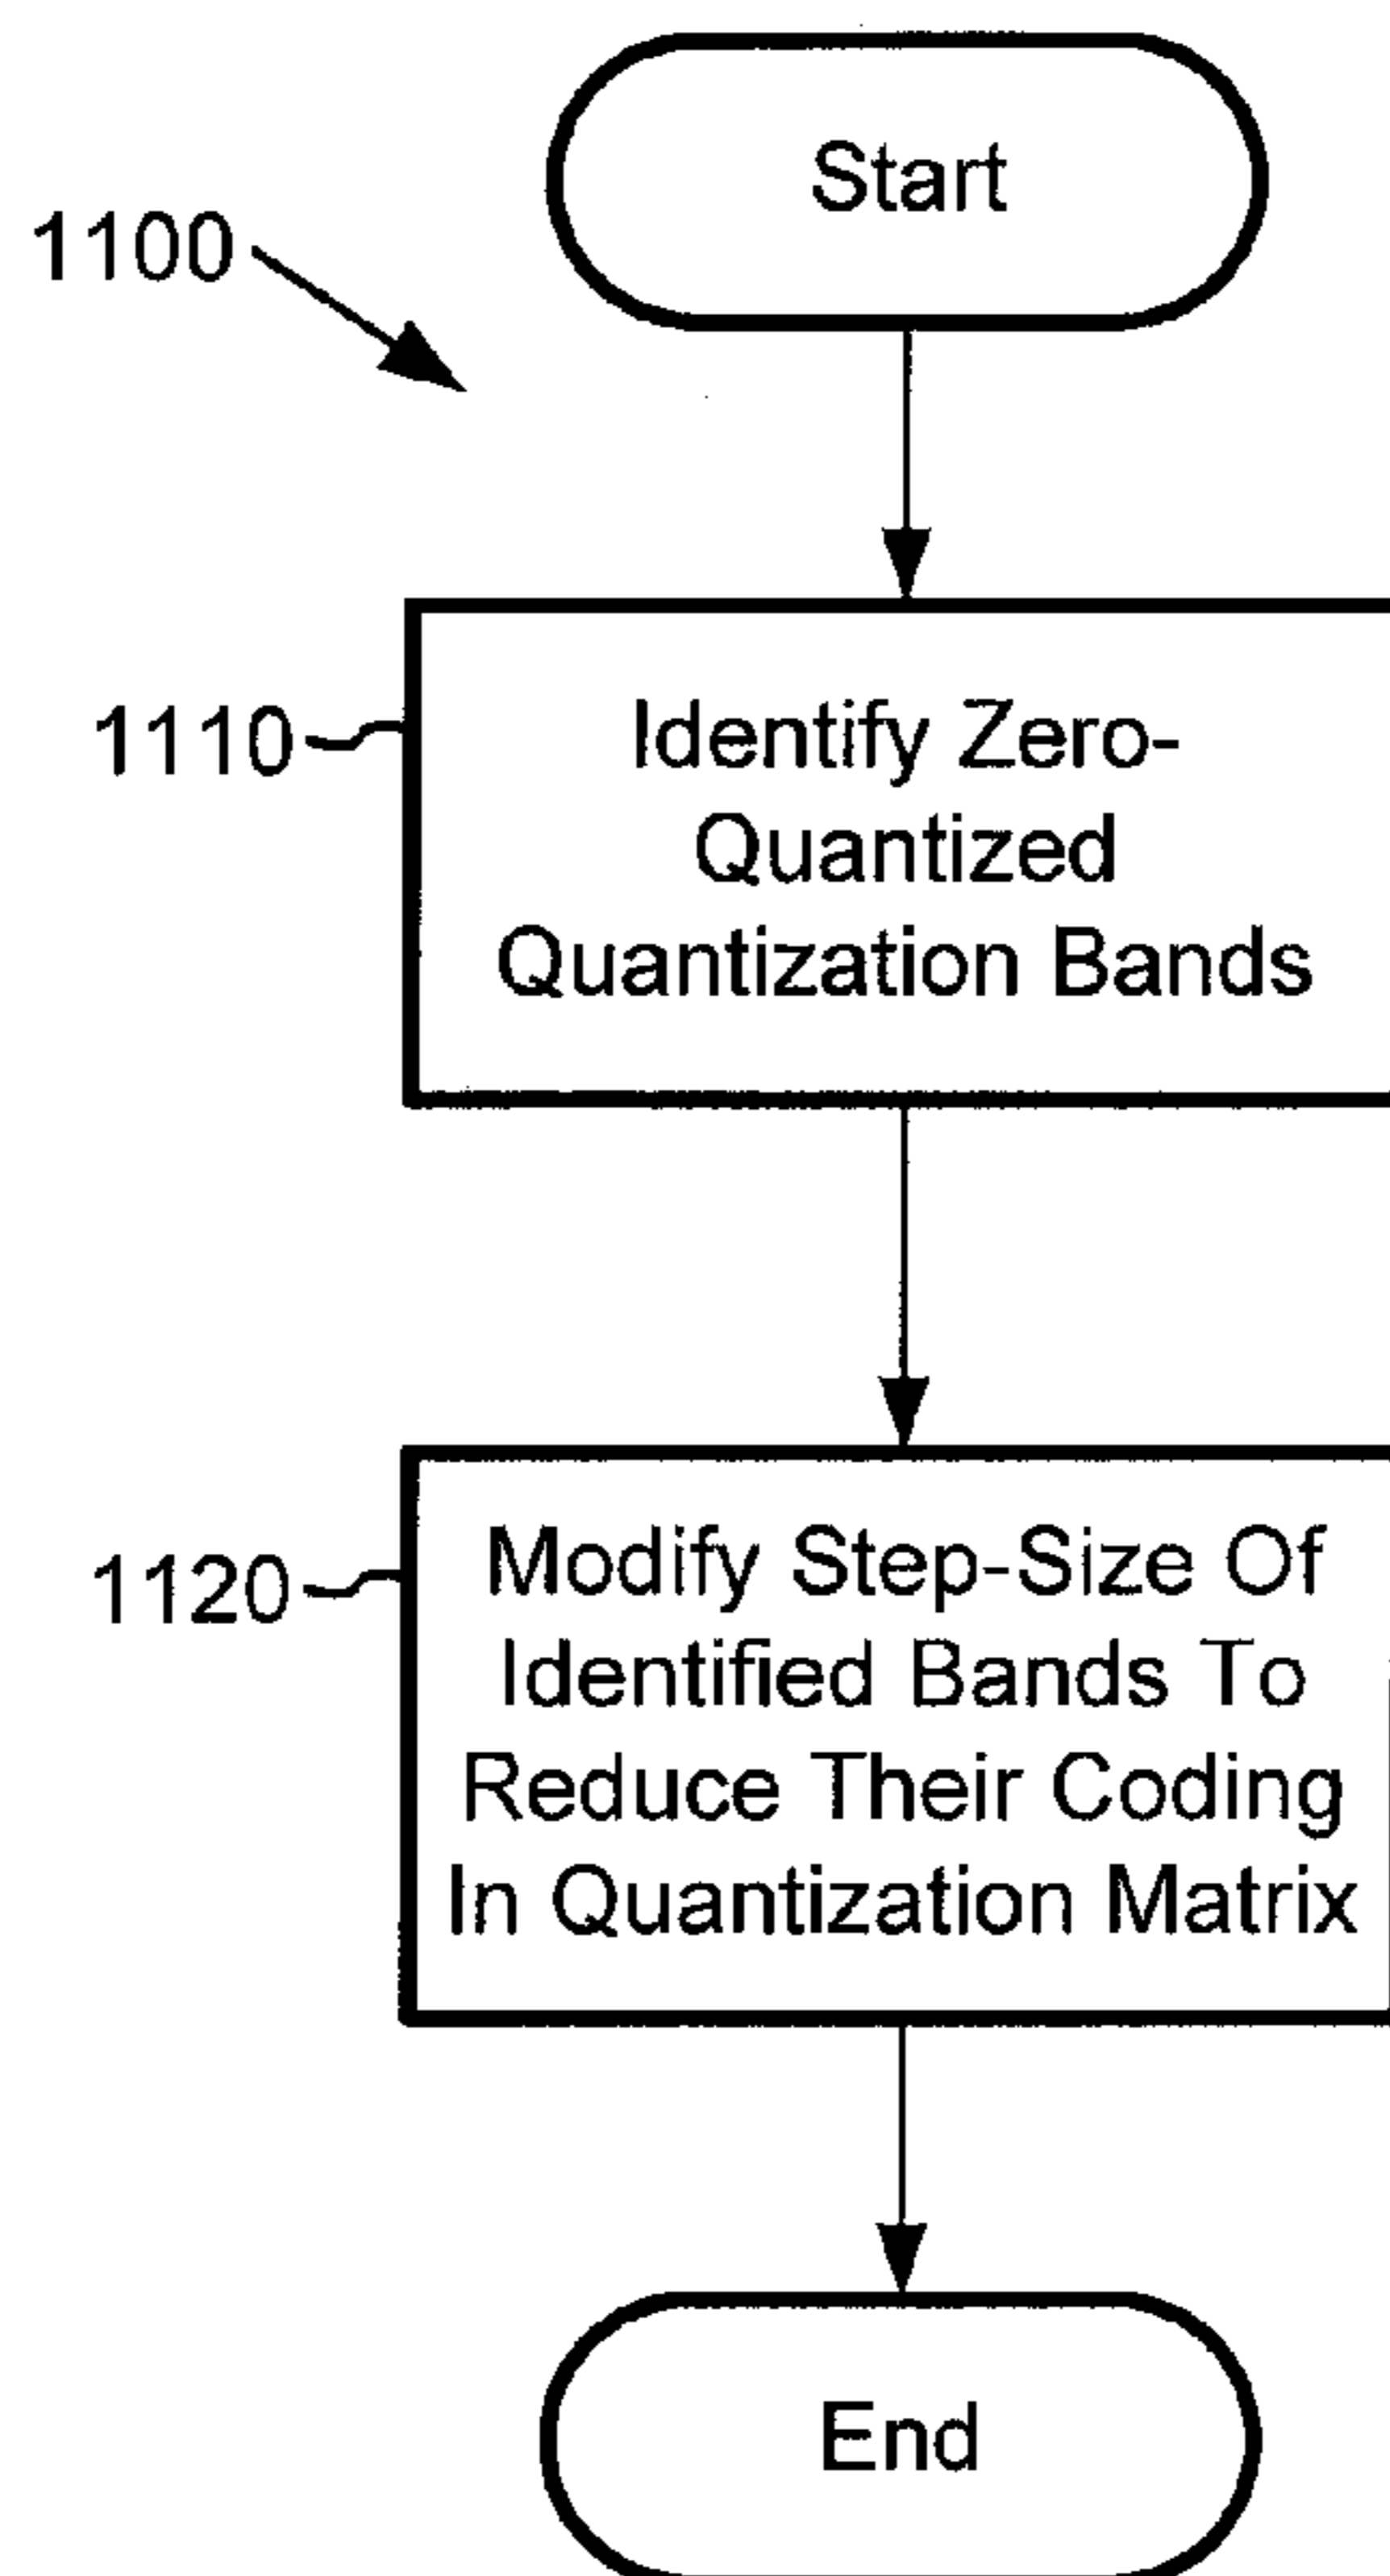 Start
1100
1110
Identify Zero-
Quantized
Quantization Bands
1120
Modify Step-Size Of
Identified Bands To
Reduce Their Coding
In Quantization Matrix
End